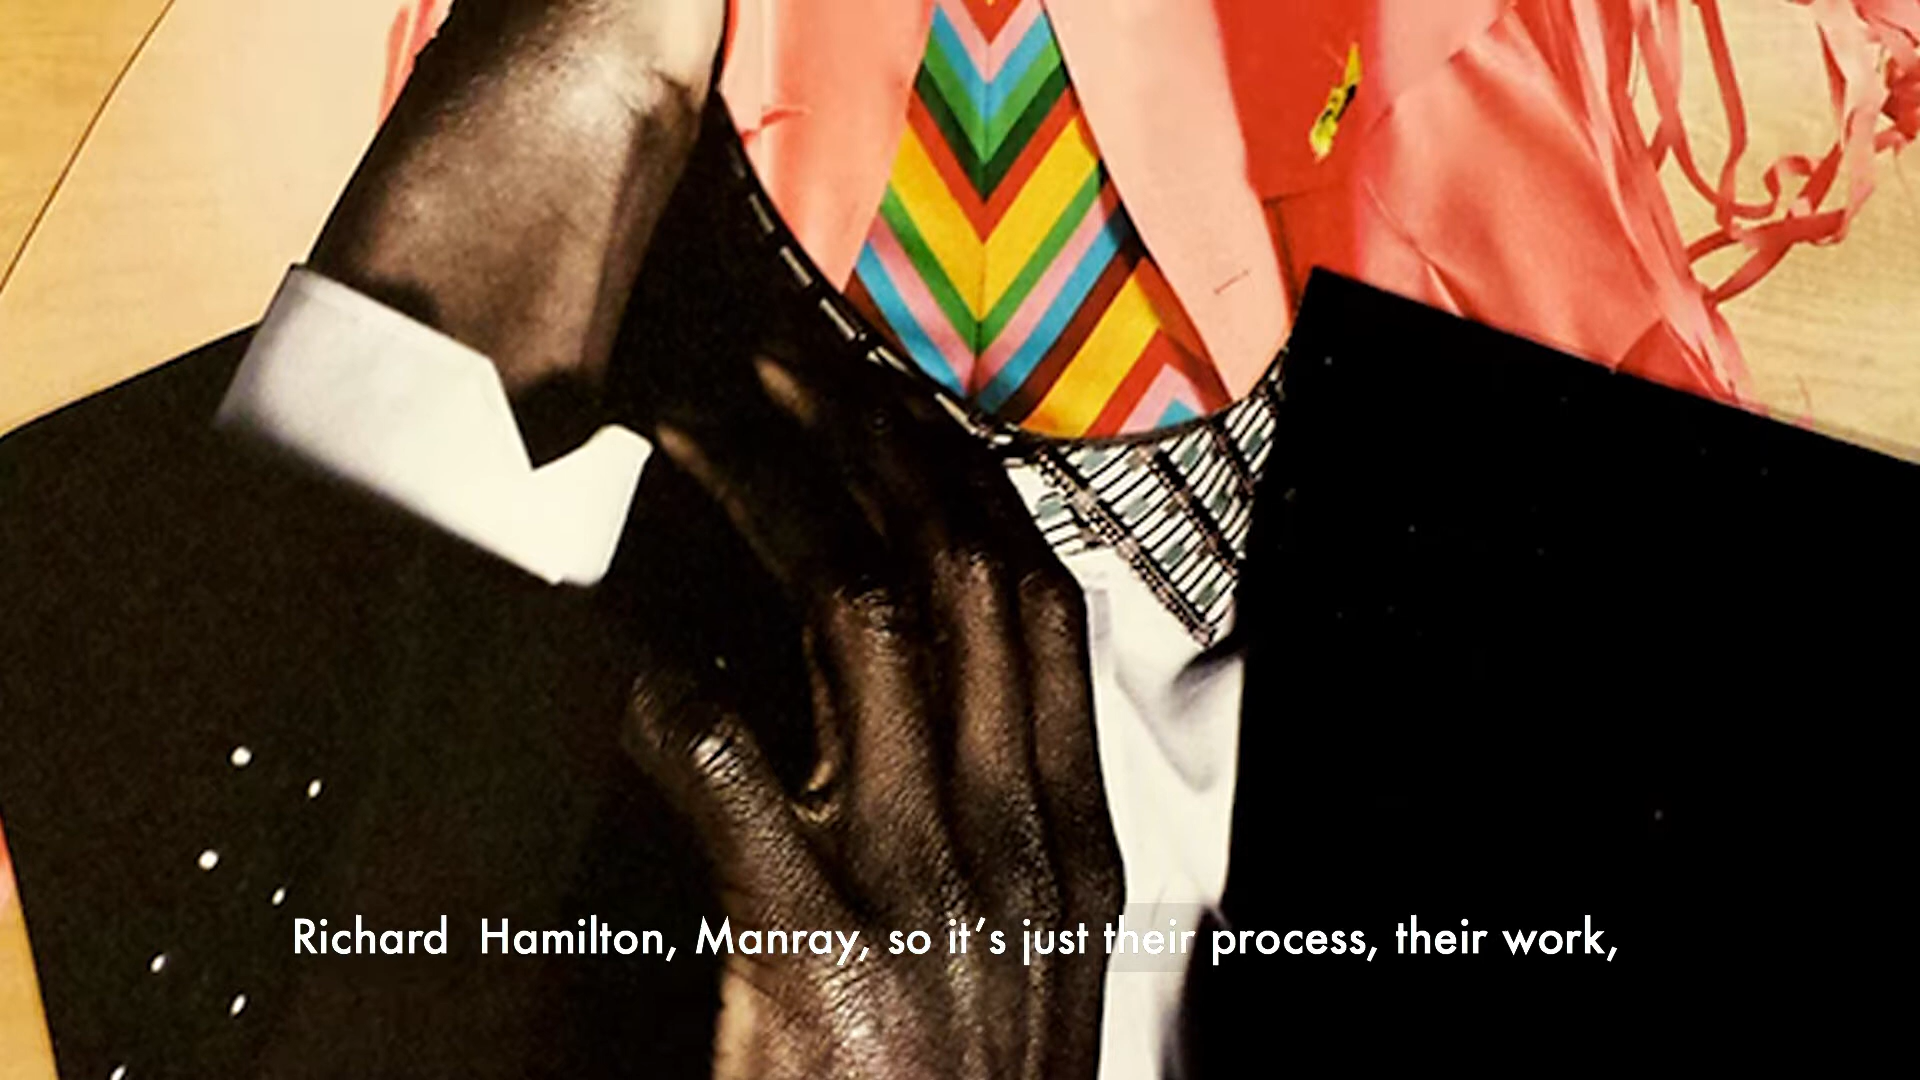 Richard  Hamilton, Manray, so it’s just their process, their work,